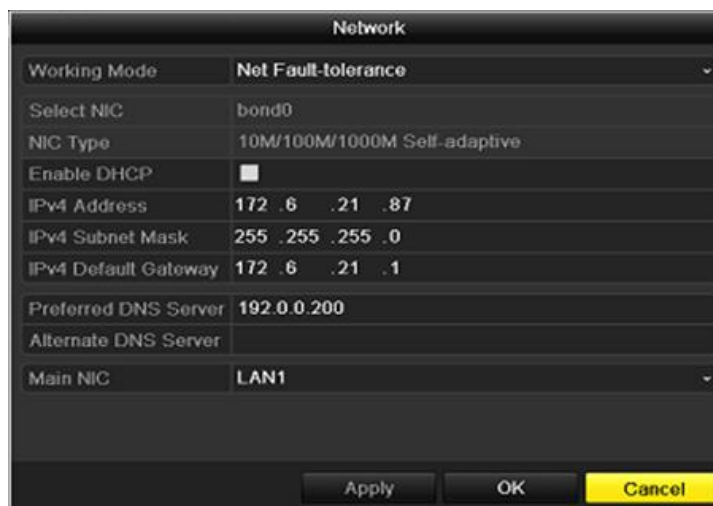 Network
Working Mode Net Fault-tolerance
Select NIC bond0
NIC Type 10M/100M/1000M Self-adaptive
Enable DHCP
IPv4 Address 172 .6 .21 .87
IPv4 Subnet Mask 255 .255 .255 .0
IPv4 Default Gateway 172 .6 .21 .1
Preferred DNS Server 192.0.0.200
Alternate DNS Server
Main NIC LAN1
Apply OK Cancel